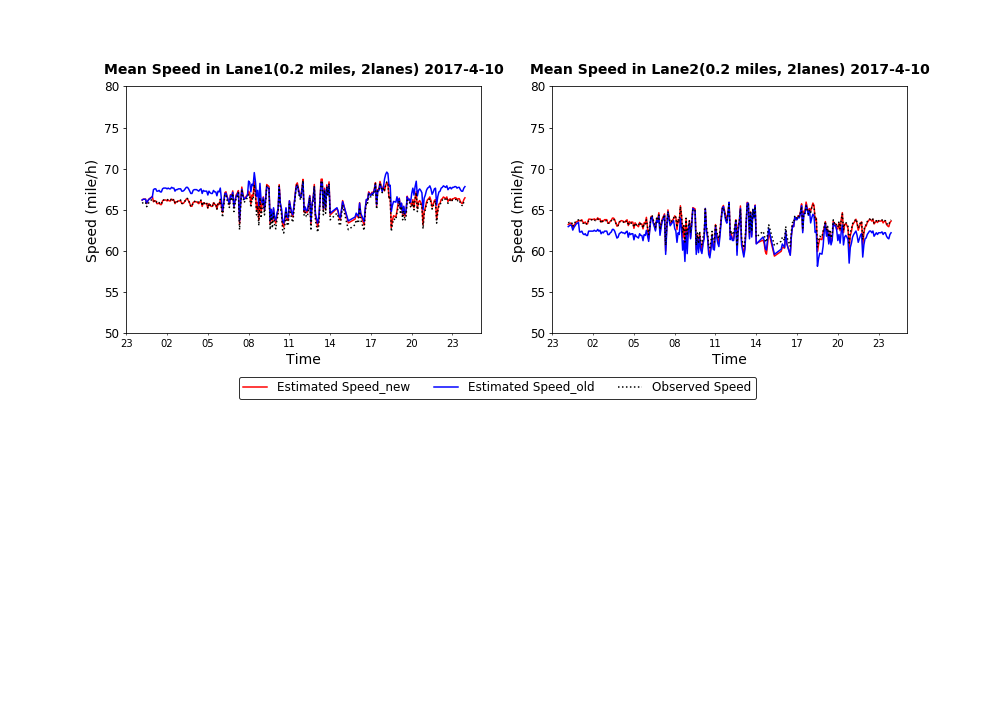 Mean Speed in Lane1(0.2 miles, 2lanes) 2017-4-10
80
75
70
65
60
55
50
Speed (mile/h)
23 02 05 08 11 14 17 20 23
Time
Mean Speed in Lane2(0.2 miles, 2lanes) 2017-4-10
80
75
70
65
60
55
50
Speed (mile/h)
23 02 05 08 11 14 17 20 23
Time
Estimated Speed_new Estimated Speed_old Observed Speed